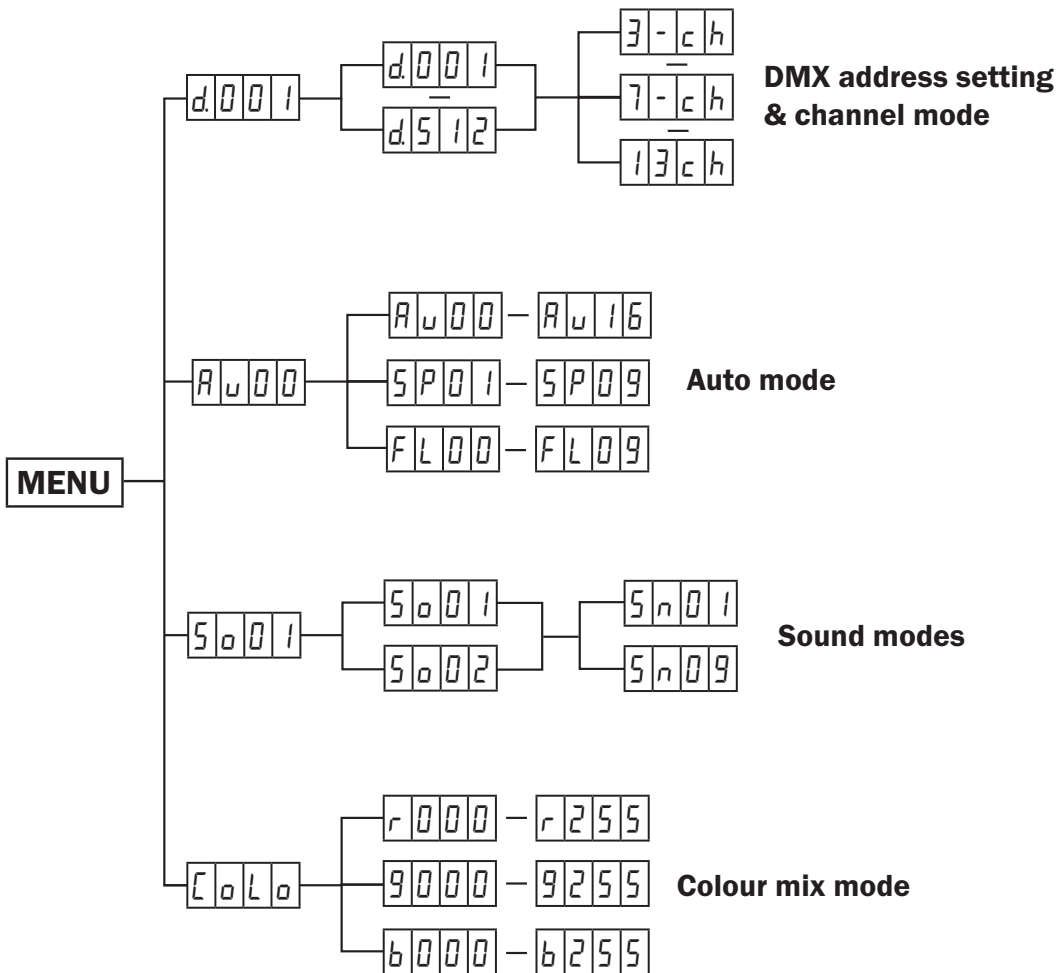 MENU
d.001
d.001
—
d.512
3-ch
—
7-ch
—
13ch
DMX address setting
& channel mode
Au00
Au00 — Au16
SP01 — SP09
FL00 — FL09
Auto mode
So01
So01
So02
Sn01
Sn09
Sound modes
CoLo
r000 — r255
g000 — g255
b000 — b255
Colour mix mode